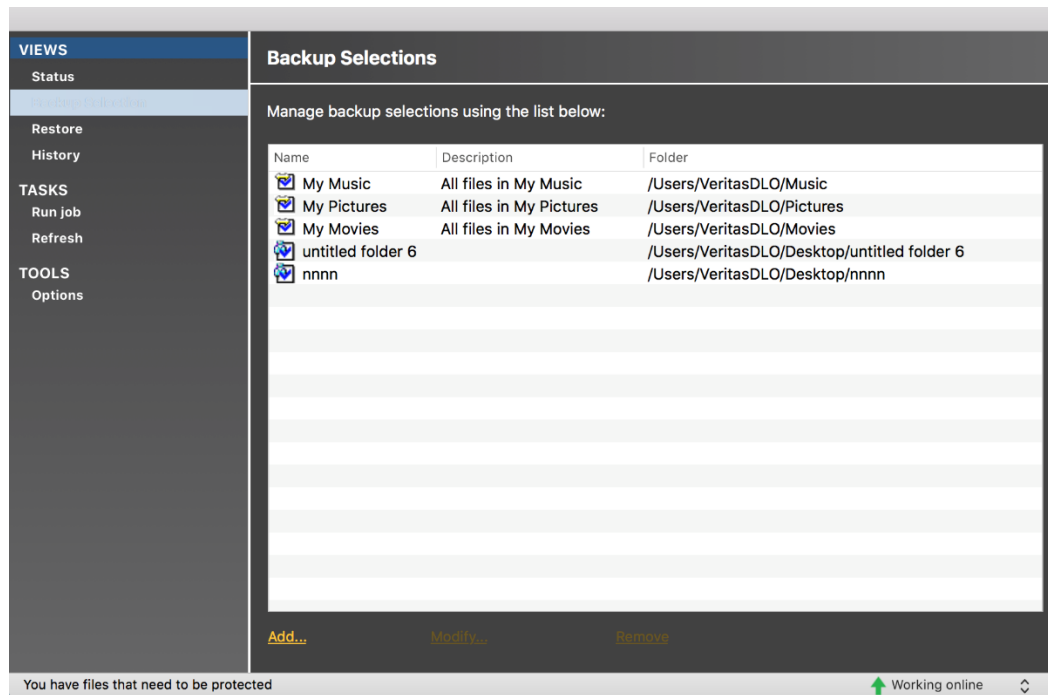 VIEWS
Status
Restore
History
TASKS
Run job
Refresh
TOOLS
Options
Backup Selections
Manage backup selections using the list below:
Name Description Folder
My Music All files in My Music /Users/VeritasDLO/Music
My Pictures All files in My Pictures /Users/VeritasDLO/Pictures
My Movies All files in My Movies /Users/VeritasDLO/Movies
untitled folder 6 /Users/VeritasDLO/Desktop/untitled folder 6
nnnn /Users/VeritasDLO/Desktop/nnnn
Add... Modify... Remove
You have files that need to be protected Working online